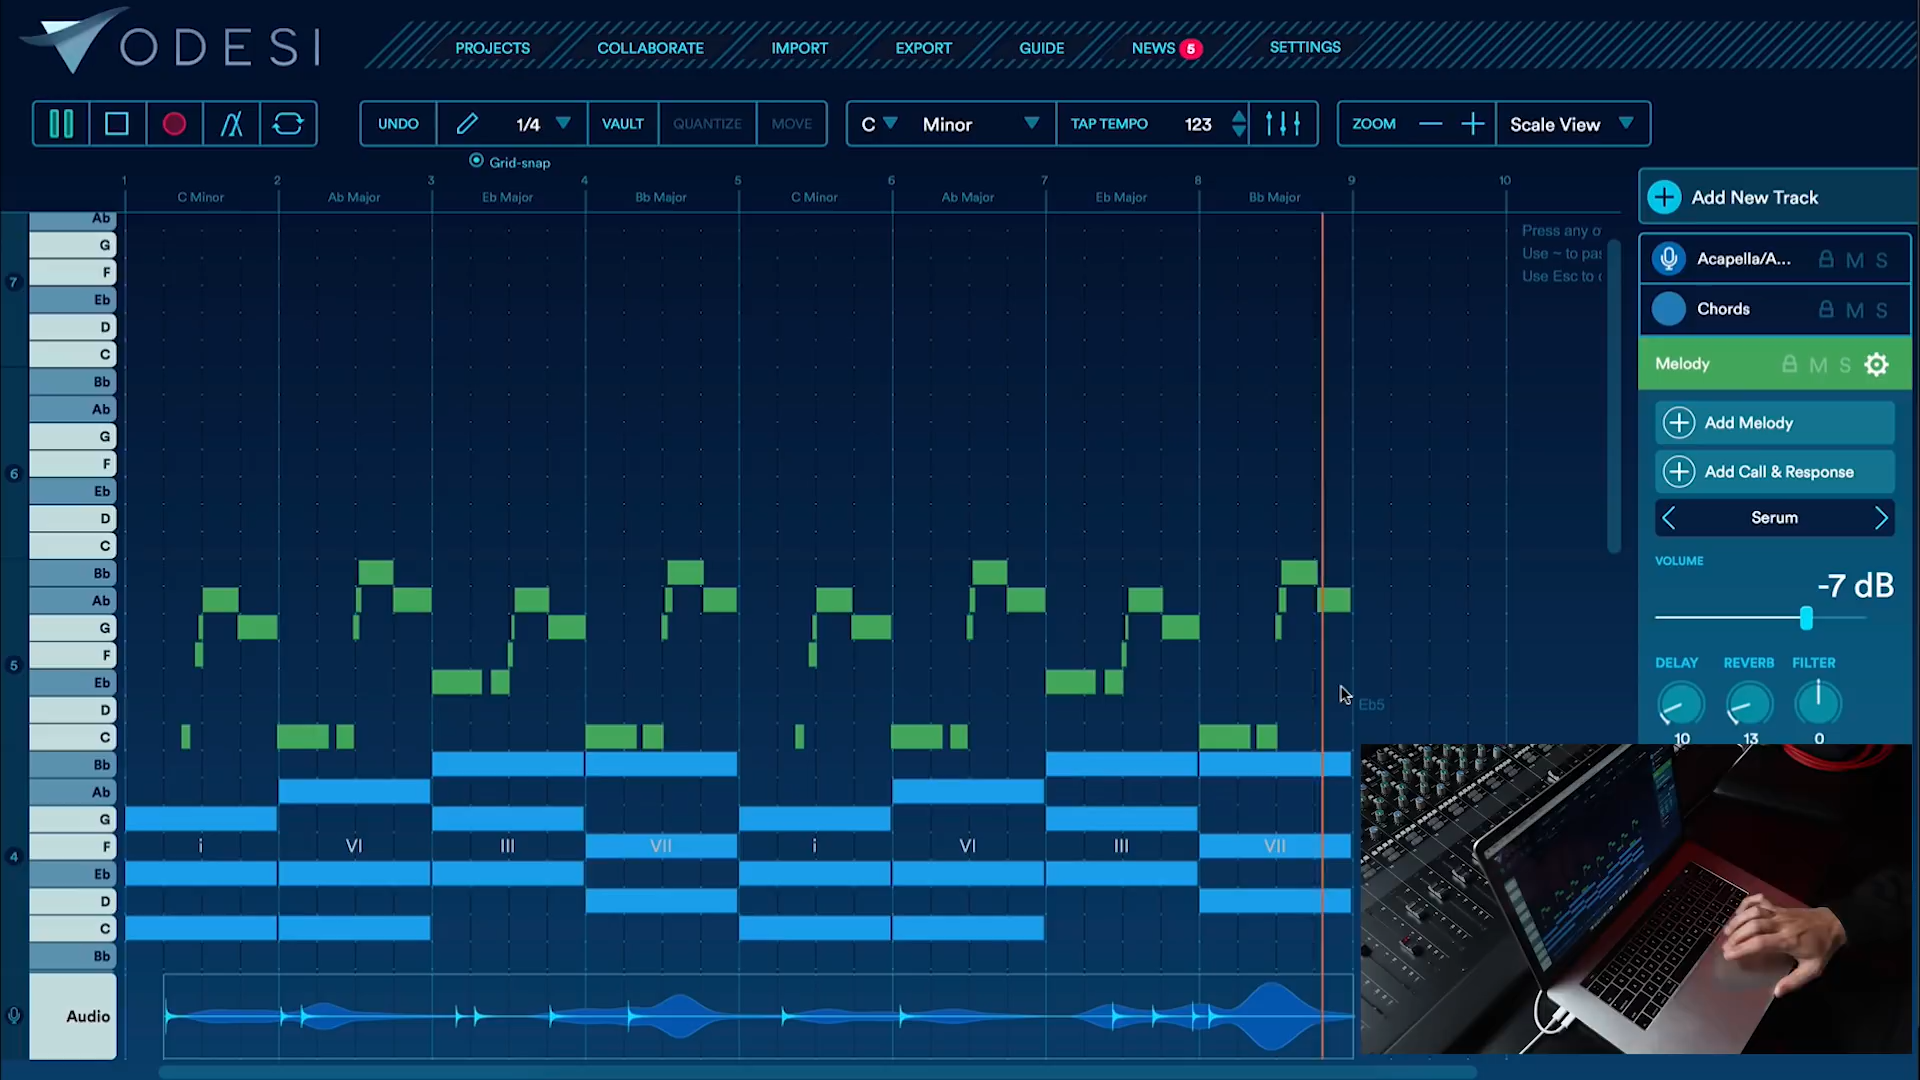 ODESI
PROJECTS COLLABORATE IMPORT EXPORT GUIDE NEWS 5 SETTINGS
UNDO 1/4 VAULT QUANTIZE MOVE C Minor TAP TEMPO 123 ZOOM Scale View
Grid-snap
1 2 3 4 5 6 7 8 9 10
C Minor Ab Major Eb Major Bb Major C Minor Ab Major Eb Major Bb Major
Add New Track
Ab
G
F
Eb
D
C
Bb
Ab
G
F
Eb
D
C
Bb
Ab
G
F
Eb
D
C
Bb
Ab
G
F
Eb
D
C
Bb
7
6
5
4
Press any o
Use ~ to pa
Use Esc to
Acapella/A... M S
Chords M S
Melody M S
Add Melody
Add Call & Response
Serum
VOLUME
-7 dB
DELAY REVERB FILTER
10 13 0
Eb5
i VI III VII i VI III VII
Audio